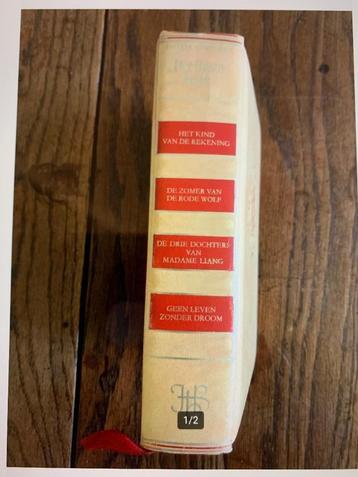 HET KIND
VAN DE REKENING
DE ZOMER VAN
DE RODE WOLF
DE DRIE DOCHTERS
VAN
MADAME LIANG
GEEN LEVEN
ZONDER DROOM
1/2